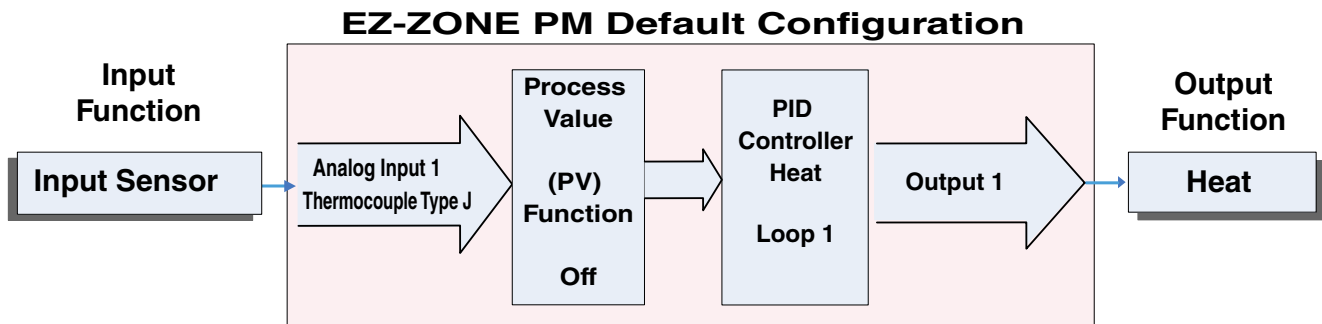 EZ-ZONE PM Default Configuration
Input
Function
Input Sensor
Analog Input 1
Thermocouple Type J
Process
Value
(PV)
Function
Off
PID
Controller
Heat
Loop 1
Output 1
Output
Function
Heat